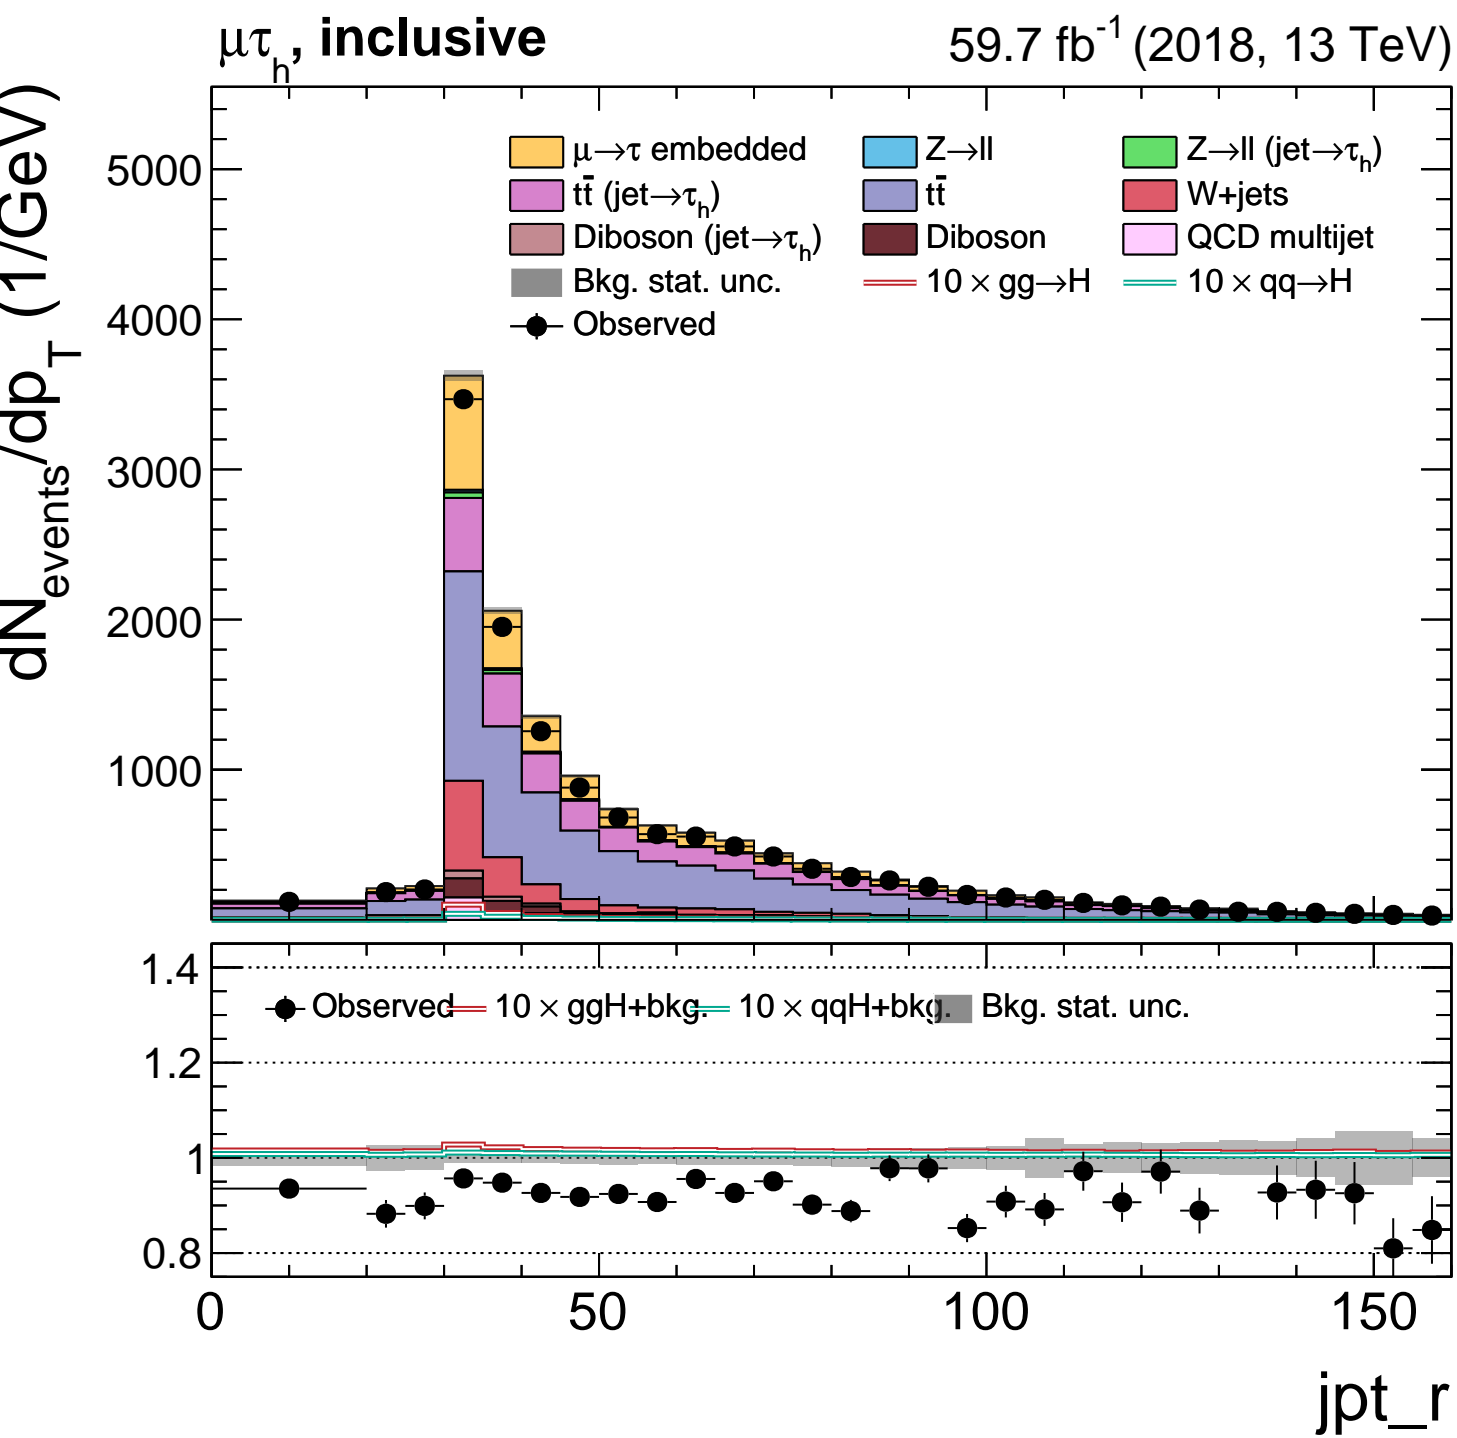 μτh, inclusive
59.7 fb-1 (2018, 13 TeV)
dNevents/dpT (1/GeV)
5000
4000
3000
2000
1000
μ→τ embedded
Z→ll
Z→ll (jet→τh)
tt̄ (jet→τh)
tt̄
W+jets
Diboson (jet→τh)
Diboson
QCD multijet
Bkg. stat. unc.
10 × gg→H
10 × qq→H
Observed
1.4
1.2
1
0.8
Observed
10 × ggH+bkg.
10 × qqH+bkg.
Bkg. stat. unc.
0
50
100
150
jpt_r